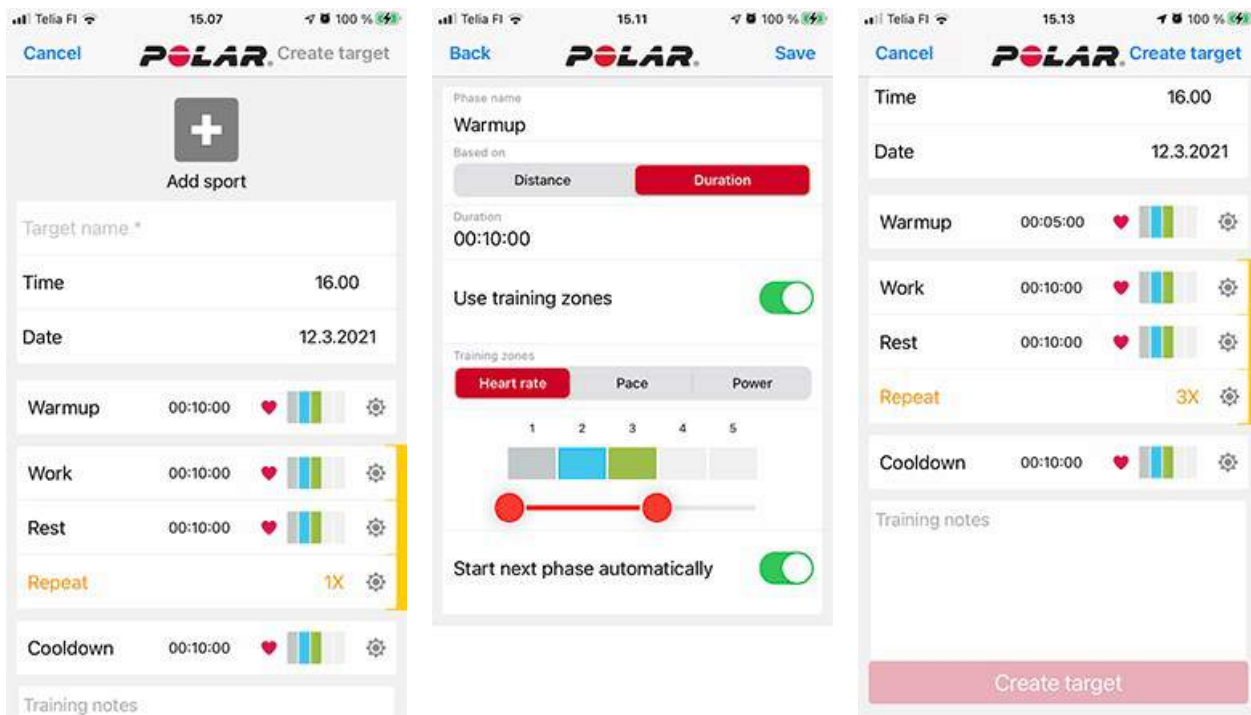 Telia FI 15.07 100 %
Cancel POLAR. Create target
Add sport
Target name *
Time 16.00
Date 12.3.2021
Warmup 00:10:00
Work 00:10:00
Rest 00:10:00
Repeat 1X
Cooldown 00:10:00
Training notes
Telia FI 15.11 100 %
Back POLAR. Save
Phase name
Warmup
Based on
Distance Duration
Duration
00:10:00
Use training zones
Training zones
Heart rate Pace Power
1 2 3 4 5
Start next phase automatically
Telia FI 15.13 100 %
Cancel POLAR. Create target
Time 16.00
Date 12.3.2021
Warmup 00:05:00
Work 00:10:00
Rest 00:10:00
Repeat 3X
Cooldown 00:10:00
Training notes
Create target